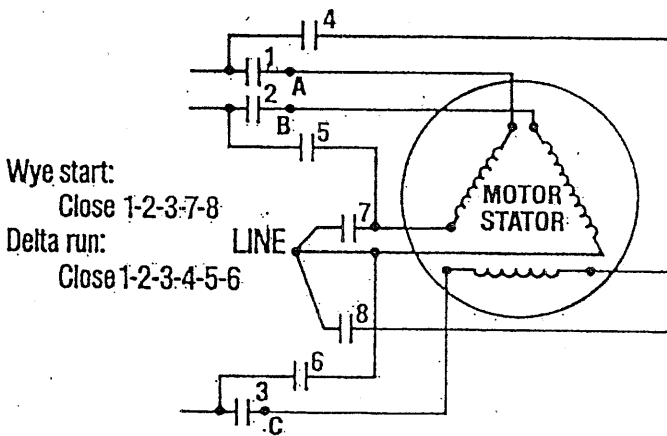 4
1
A
2
B
5
Wye start:
Close 1-2-3-7-8
Delta run:
Close 1-2-3-4-5-6
MOTOR
STATOR
7
LINE
8
6
3
C